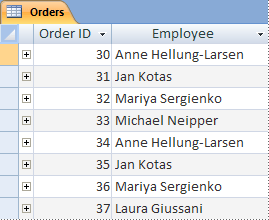 Orders
Order ID Employee
30 Anne Hellung-Larsen
31 Jan Kotas
32 Mariya Sergienko
33 Michael Neipper
34 Anne Hellung-Larsen
35 Jan Kotas
36 Mariya Sergienko
37 Laura Giussani